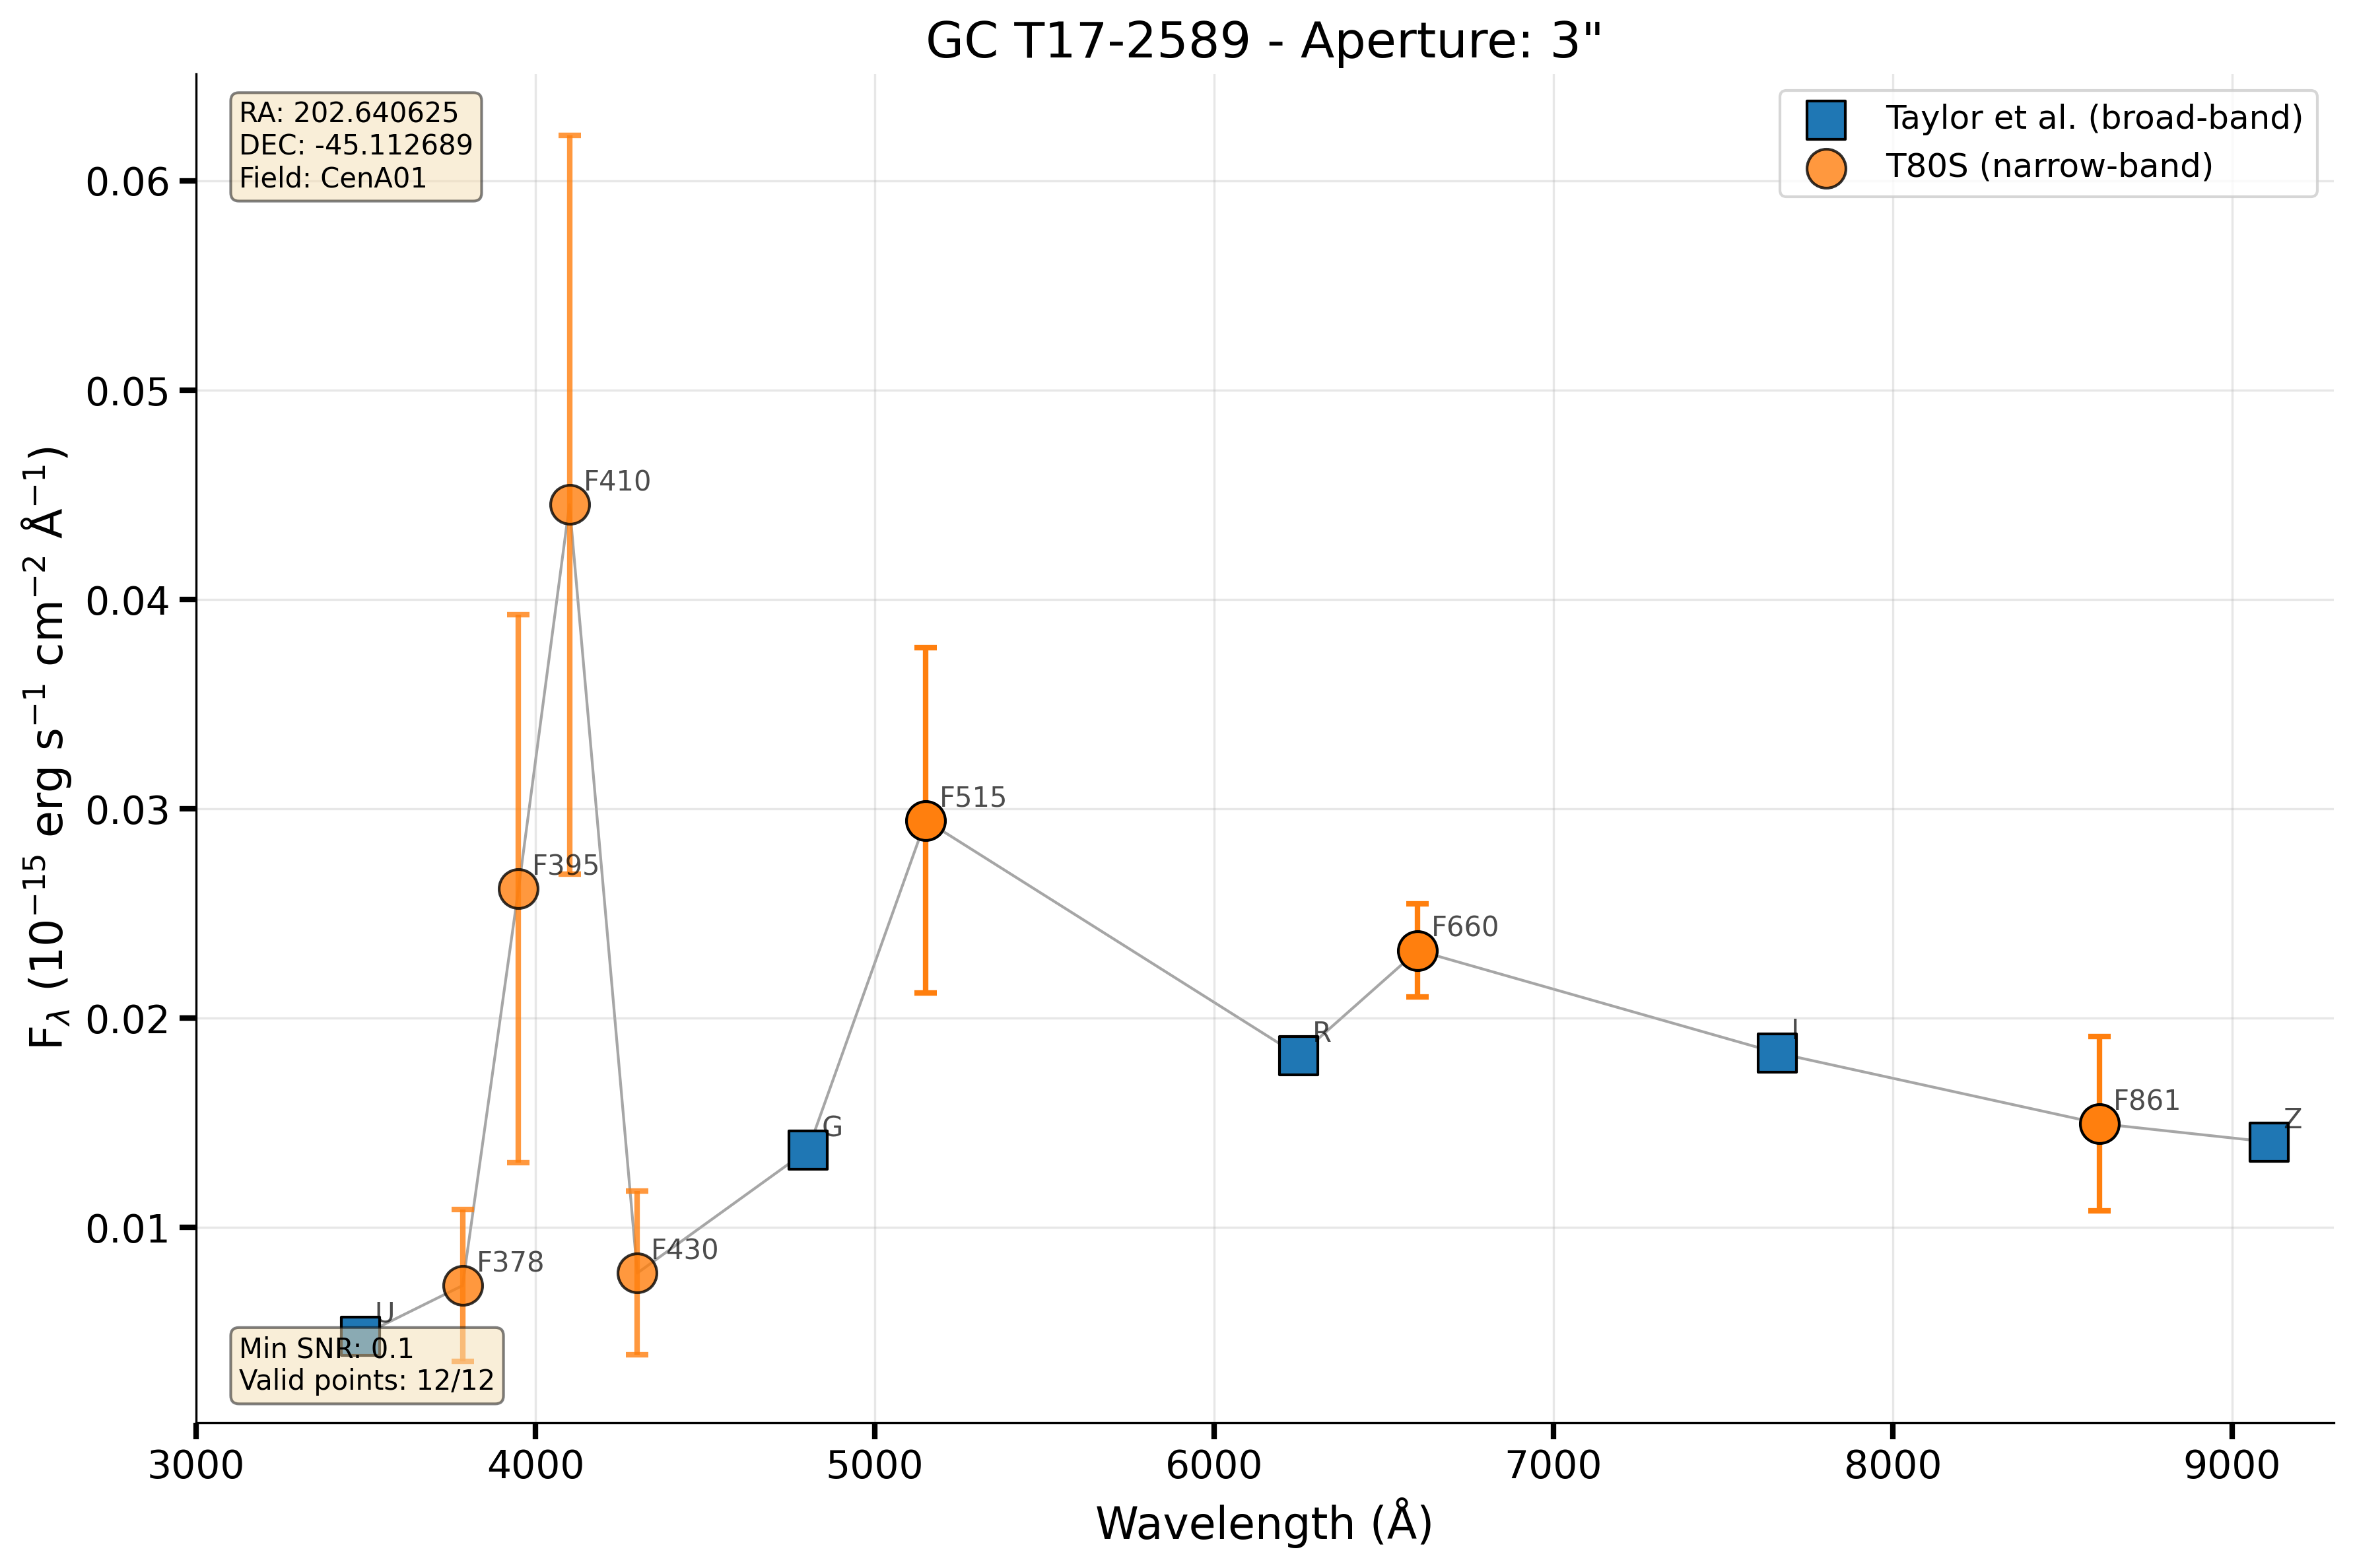 GC T17-2589 - Aperture: 3"
RA: 202.640625
DEC: -45.112689
Field: CenA01
Taylor et al. (broad-band)
T80S (narrow-band)
0.06
0.05
0.04
0.03
0.02
0.01
F_λ (10⁻¹⁵ erg s⁻¹ cm⁻² Å⁻¹)
F410
F395
F515
F660
R
I
G
F861
Z
F430
F378
U
Min SNR: 0.1
Valid points: 12/12
3000 4000 5000 6000 7000 8000 9000
Wavelength (Å)